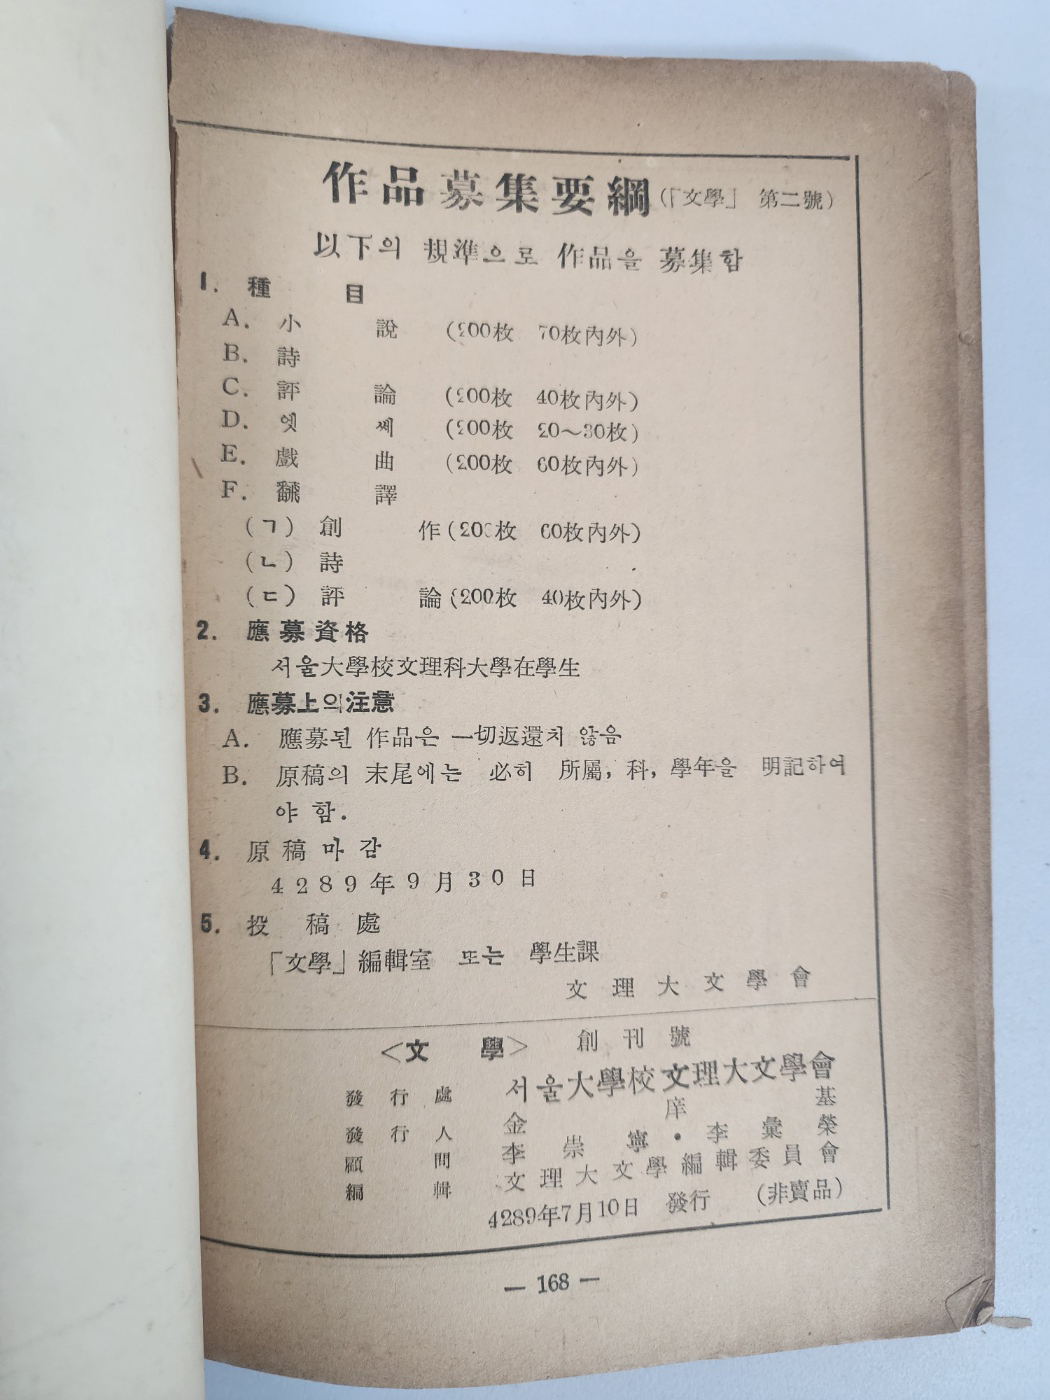 作品募集要綱(「文學」 第二號)
以下의 規準으로 作品을 募集함
1. 種 目
A. 小 說 (200枚 70枚內外)
B. 詩
C. 評 論 (200枚 40枚內外)
D. 엣 쎄 (200枚 20～30枚)
E. 戲 曲 (200枚 60枚內外)
F. 飜 譯
(ㄱ) 創 作 (200枚 60枚內外)
(ㄴ) 詩
(ㄷ) 評 論 (200枚 40枚內外)
2. 應募資格
서울大學校文理科大學在學生
3. 應募上의注意
A. 應募된 作品은 一切返還치 않음
B. 原稿의 末尾에는 必히 所屬, 科, 學年을 明記하여
야 함.
4. 原稿마감
4289年9月30日
5. 投 稿 處
「文學」編輯室 또는 學生課
文理大文學會
<文 學> 創刊號
發行處 서울大學校文理大文學會
發行人 金 庠 基
顧 問 李崇寧・李彙榮
編 輯 文理大文學編輯委員會
4289年7月10日 發行 (非賣品)
— 168 —